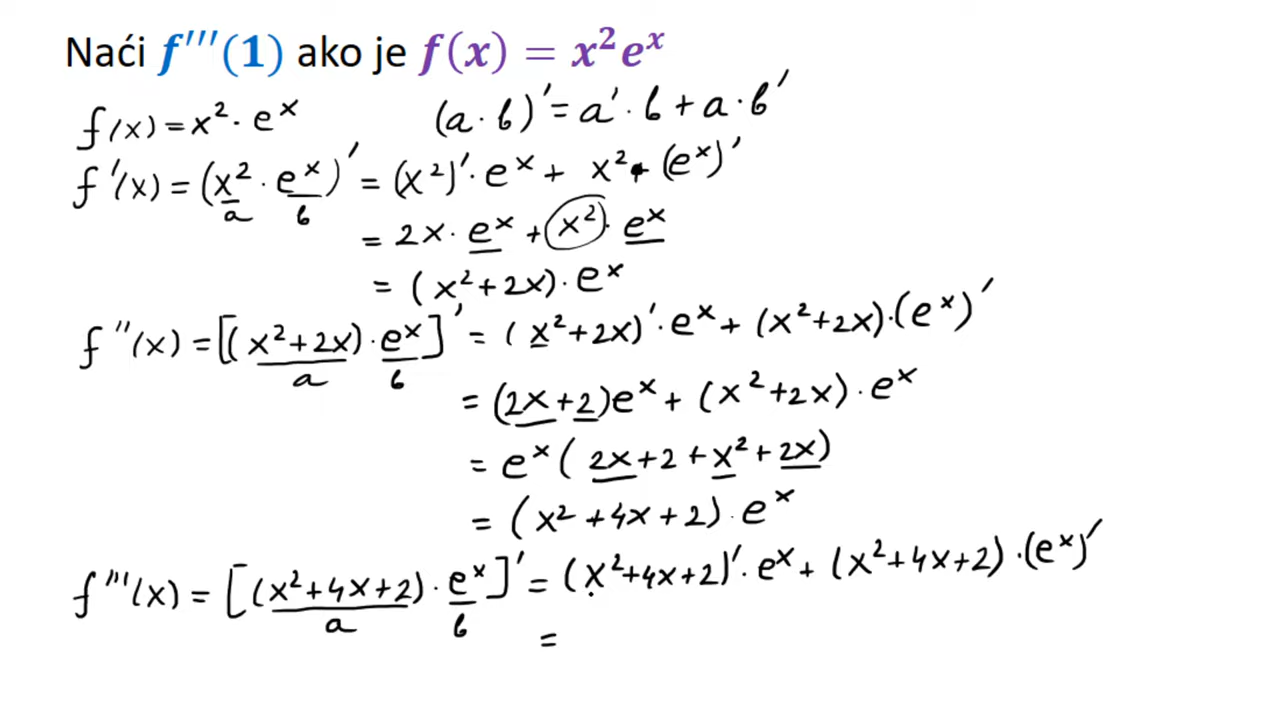 Naći f'''(1) ako je f(x) = x²eˣ
f(x) = x² · eˣ (a · b)' = a' · b + a · b'
f'(x) = (x² · eˣ)' = (x²)' · eˣ + x² · (eˣ)'
a b
= 2x · eˣ + x² · eˣ
= (x² + 2x) · eˣ
f''(x) = [(x² + 2x) · eˣ]' = (x² + 2x)' · eˣ + (x² + 2x) · (eˣ)'
a b
= (2x + 2)eˣ + (x² + 2x) · eˣ
= eˣ (2x + 2 + x² + 2x)
= (x² + 4x + 2) · eˣ
f'''(x) = [(x² + 4x + 2) · eˣ]' = (x² + 4x + 2)' · eˣ + (x² + 4x + 2) · (eˣ)'
a b
=